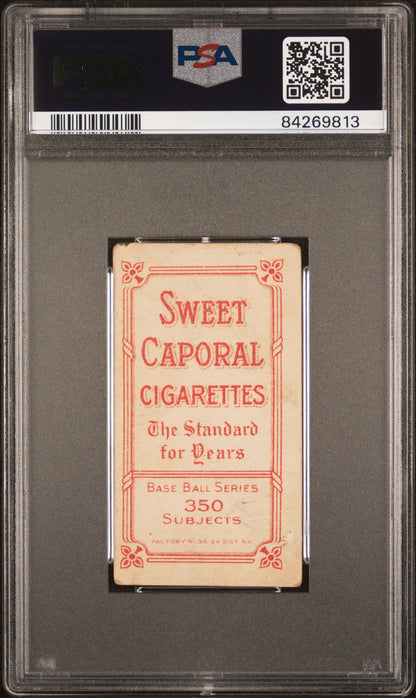 PSA
PSA
84269813
SWEET
CAPORAL
CIGARETTES
The Standard
for Years
BASE BALL SERIES
350
SUBJECTS
FACTORY No. 30, 2d DIST. N.Y.